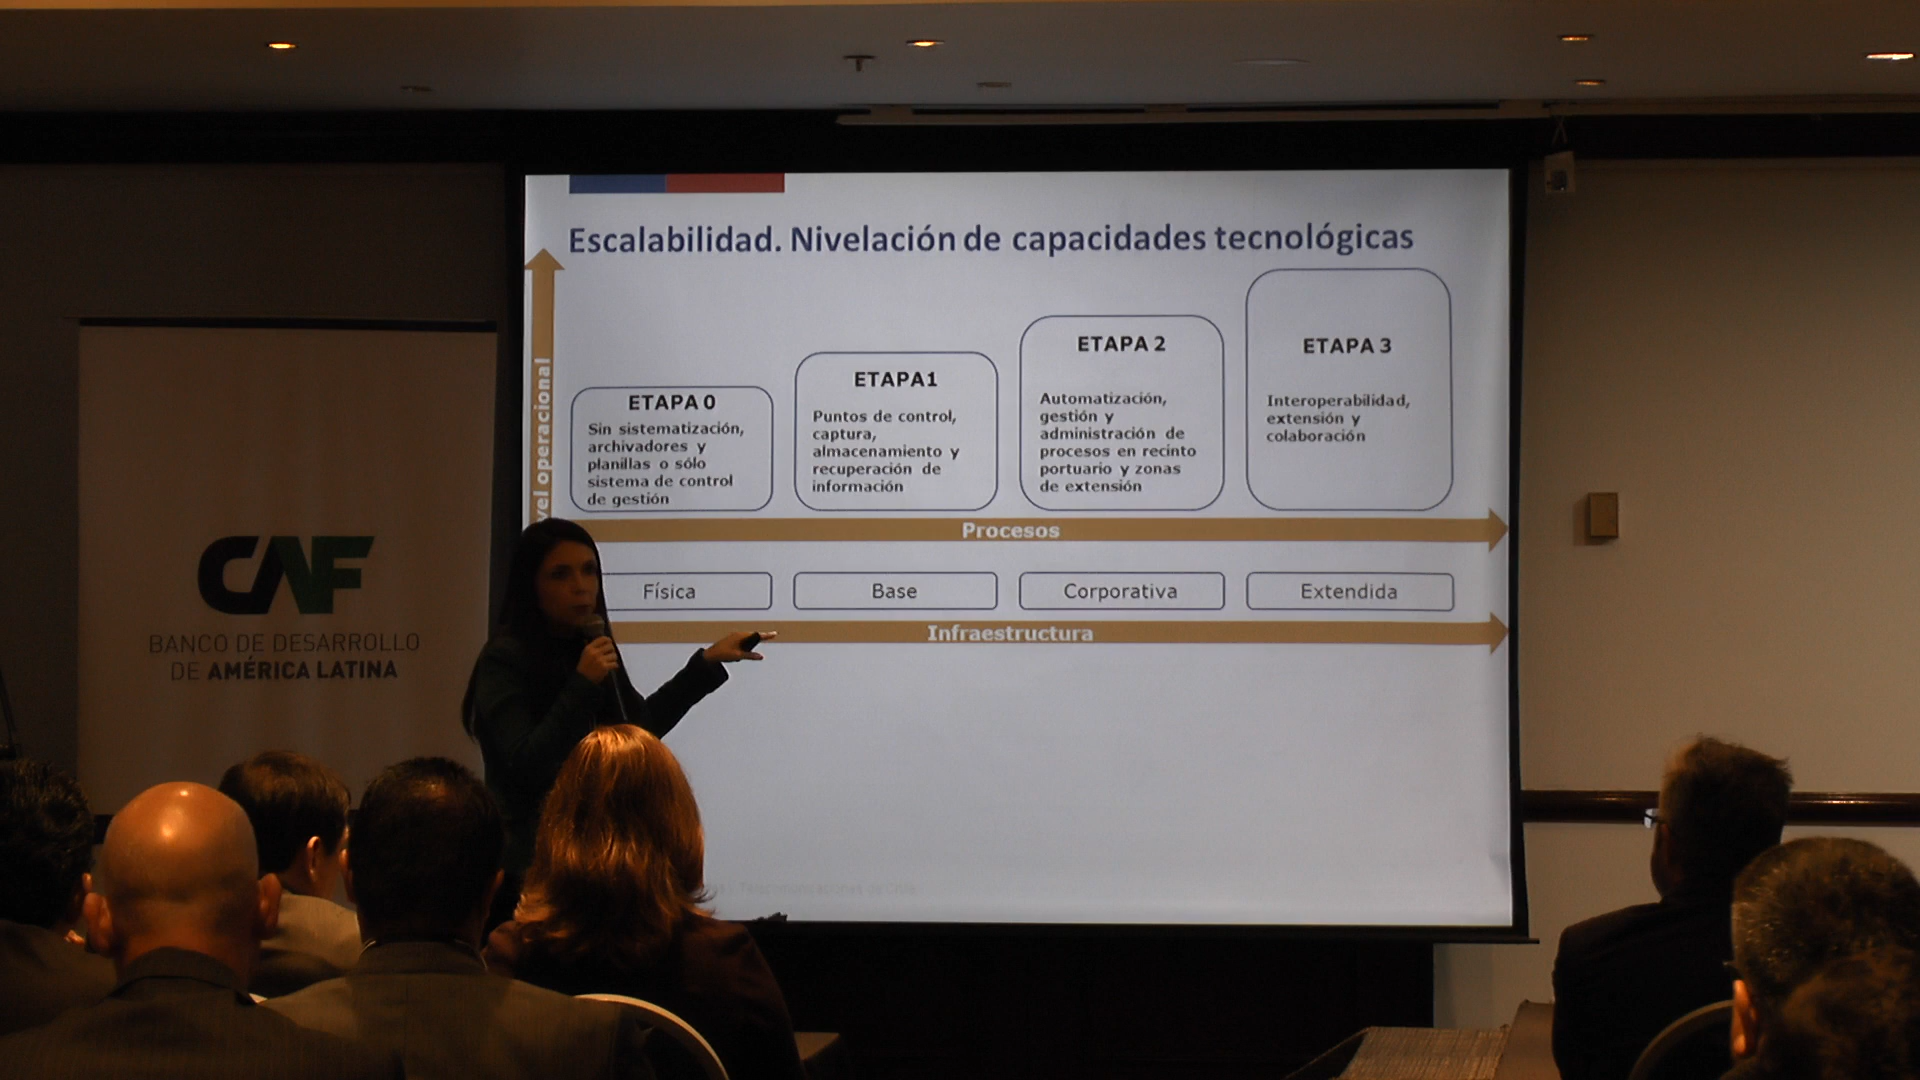 Escalabilidad. Nivelación de capacidades tecnológicas
ETAPA 0
Sin sistematización,
archivadores y
planillas o sólo
sistema de control
de gestión
ETAPA1
Puntos de control,
captura,
almacenamiento y
recuperación de
información
ETAPA 2
Automatización,
gestión y
administración de
procesos en recinto
portuario y zonas
de extensión
ETAPA 3
Interoperabilidad,
extensión y
colaboración
operacional
Procesos
Física
Base
Corporativa
Extendida
Infraestructura
CAF
BANCO DE DESARROLLO
DE AMÉRICA LATINA